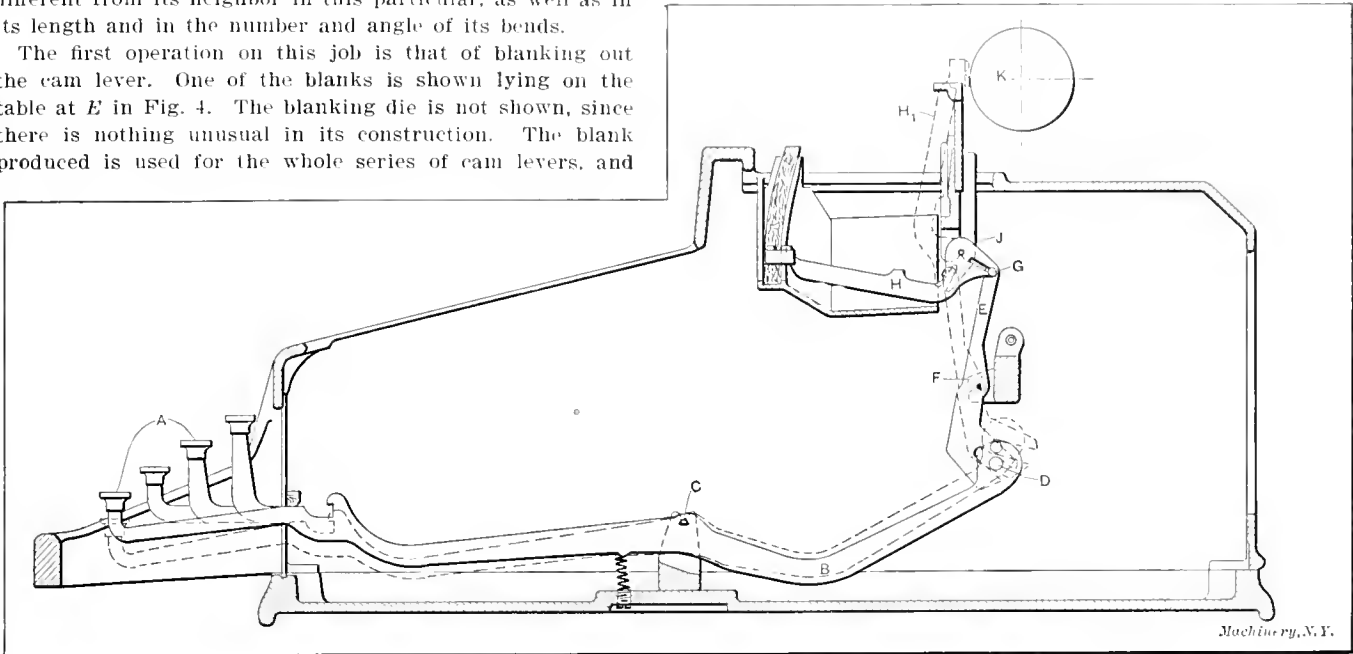 different from its neighbor in this particular, as well as in
its length and in the number and angle of its bends.
The first operation on this job is that of blanking out
the cam lever. One of the blanks is shown lying on the
table at E in Fig. 4. The blanking die is not shown, since
there is nothing unusual in its construction. The blank
produced is used for the whole series of cam levers, and
K
H1
J
G
H
E
F
A
C
D
B
Machinery, N.Y.